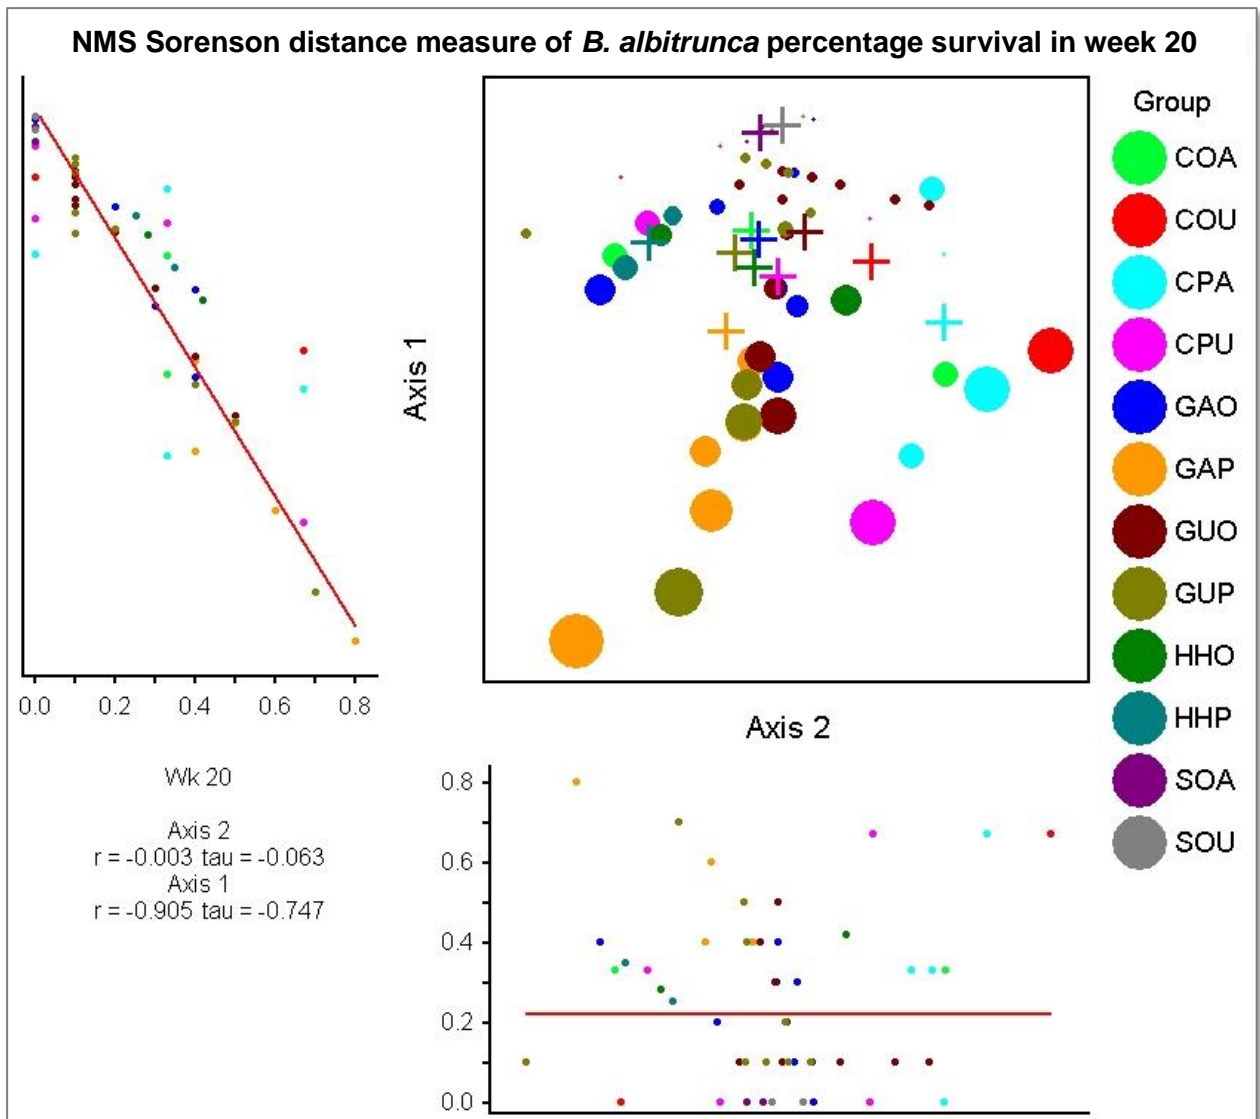 NMS Sorenson distance measure of B. albitrunca percentage survival in week 20
Axis 1
0.0 0.2 0.4 0.6 0.8
Axis 2
Group
COA
COU
CPA
CPU
GAO
GAP
GUO
GUP
HHO
HHP
SOA
SOU
Wk 20
Axis 2
r = -0.003 tau = -0.063
Axis 1
r = -0.905 tau = -0.747
0.8
0.6
0.4
0.2
0.0